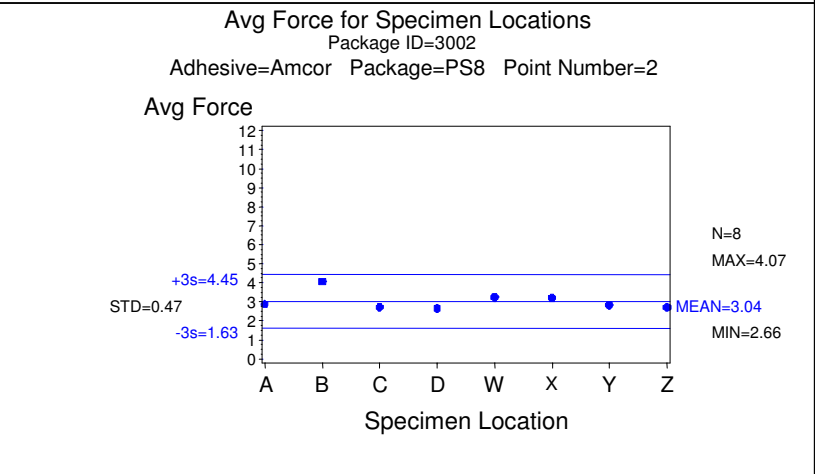 Avg Force for Specimen Locations
Package ID=3002
Adhesive=Amcor Package=PS8 Point Number=2
Avg Force
12
11
10
9
8
7
6
5
4
3
2
1
0
+3s=4.45
STD=0.47
-3s=1.63
N=8
MAX=4.07
MEAN=3.04
MIN=2.66
A B C D W X Y Z
Specimen Location